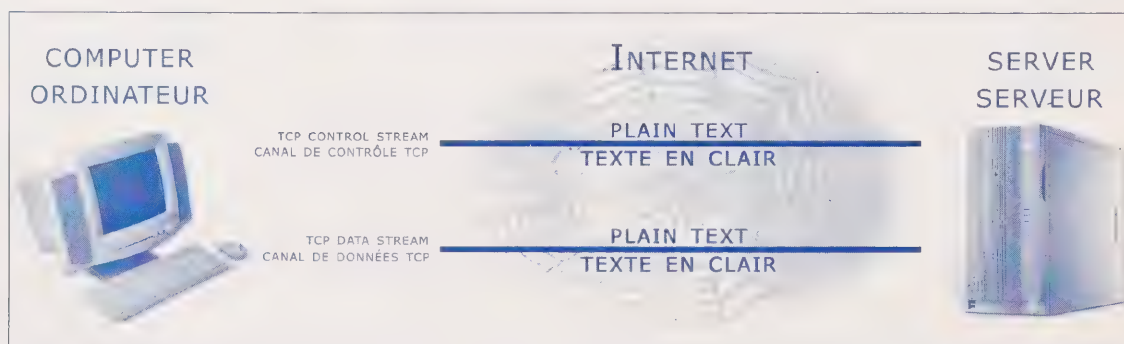 COMPUTER
ORDINATEUR
INTERNET
SERVER
SERVEUR
TCP CONTROL STREAM
CANAL DE CONTRÔLE TCP
PLAIN TEXT
TEXTE EN CLAIR
TCP DATA STREAM
CANAL DE DONNÉES TCP
PLAIN TEXT
TEXTE EN CLAIR